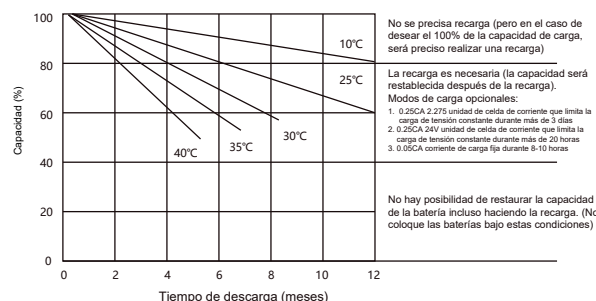 100
80
60
40
20
0
Capacidad (%)
10℃
25℃
30℃
35℃
40℃
0 2 4 6 8 10 12
Tiempo de descarga (meses)
No se precisa recarga (pero en el caso de
desear el 100% de la capacidad de carga,
será preciso realizar una recarga)
La recarga es necesaria (la capacidad será
restablecida después de la recarga).
Modos de carga opcionales:
1. 0.25CA 2.275 unidad de celda de corriente que limita la
carga de tensión constante durante más de 3 días
2. 0.25CA 24V unidad de celda de corriente que limita la
carga de tensión constante durante más de 20 horas
3. 0.05CA corriente de carga fija durante 8-10 horas
No hay posibilidad de restaurar la capacidad
de la batería incluso haciendo la recarga. (No
coloque las baterías bajo estas condiciones)